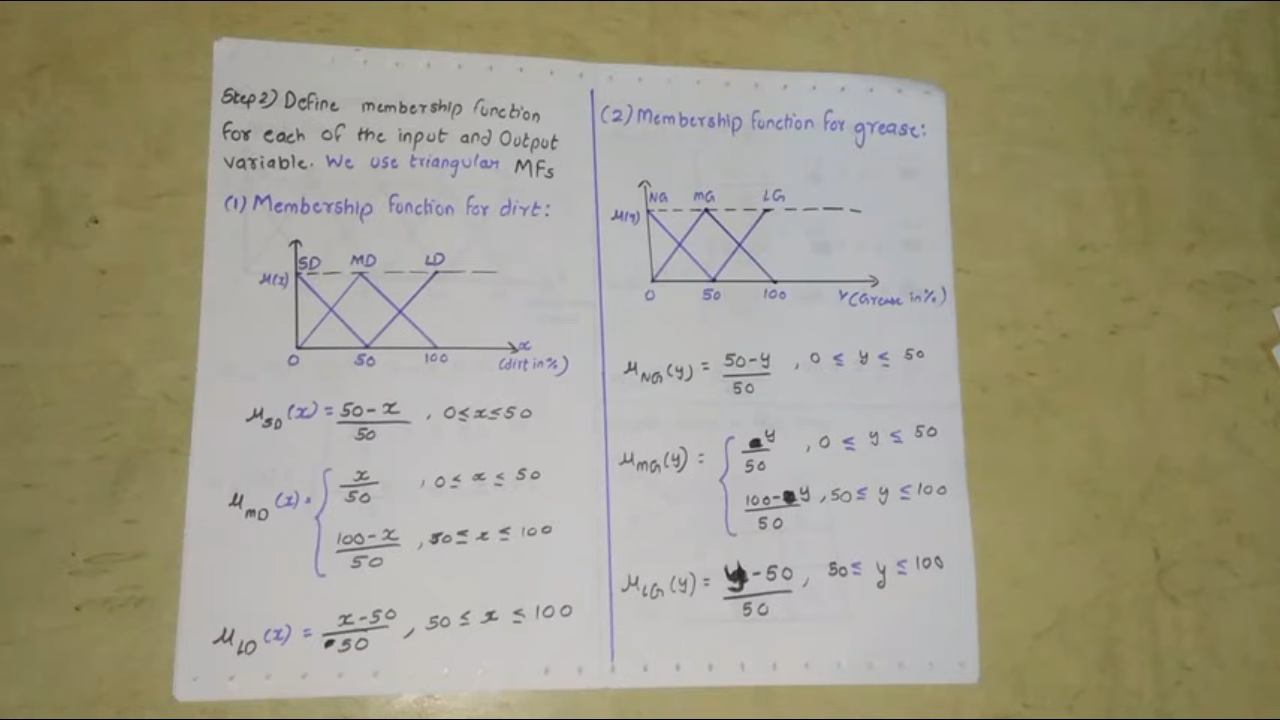 Step2) Define membership function
for each of the input and Output
variable. We use triangular MFs
(1) Membership function for dirt:
SD MD LD
μ(x)
0 50 100 x
(dirt in %)
μSD (x) = 50-x / 50 , 0≤x≤50
μmD (x) = { x / 50 , 0≤ x ≤ 50
100-x / 50 , 50≤ x ≤ 100
μLD (x) = x-50 / 50 , 50 ≤ x ≤ 100
(2) Membership function for grease:
NG mG LG
μ(y)
0 50 100 y (Grease in %)
μNG (y) = 50-y / 50 , 0 ≤ y ≤ 50
μmG (y) = { y / 50 , 0 ≤ y ≤ 50
100-y / 50 , 50 ≤ y ≤ 100
μLG (y) = y-50 / 50 , 50≤ y ≤ 100